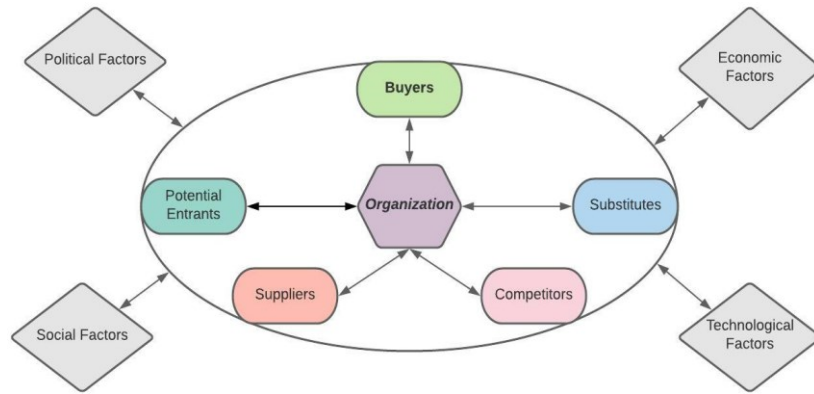 Political Factors
Economic
Factors
Buyers
Potential
Entrants
Organization
Substitutes
Suppliers
Competitors
Social Factors
Technological
Factors